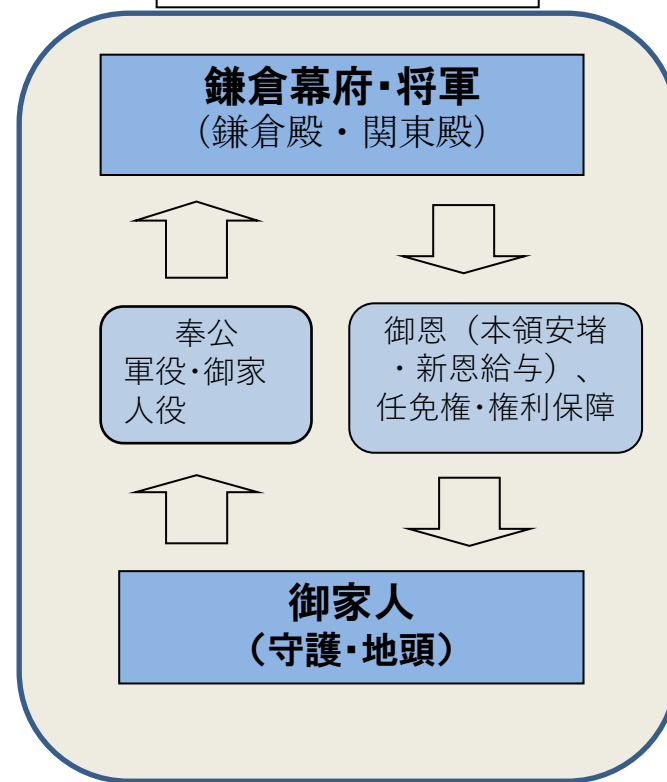 鎌倉幕府・将軍
（鎌倉殿・関東殿）
奉公
軍役・御家
人役
御恩（本領安堵
・新恩給与）、
任免権・権利保障
御家人
（守護・地頭）